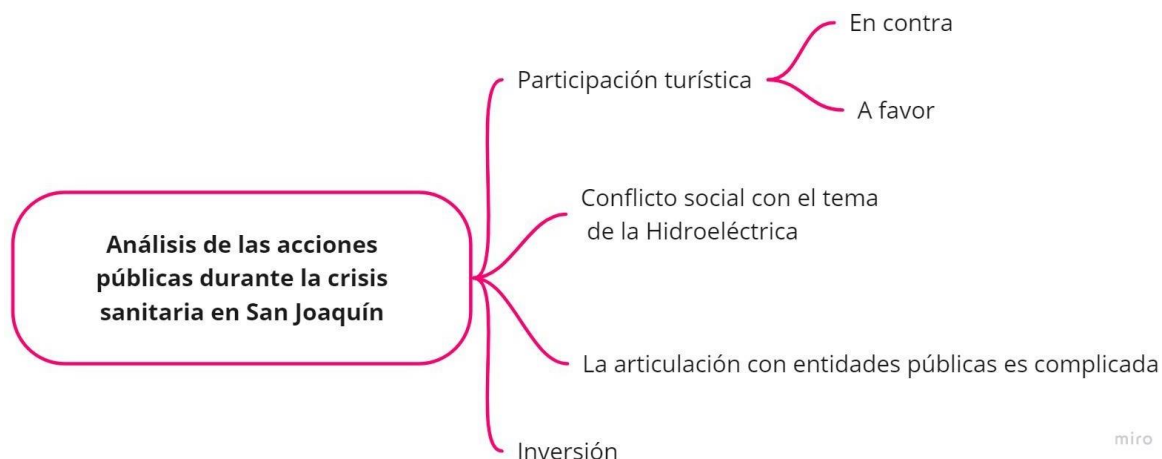 Análisis de las acciones
públicas durante la crisis
sanitaria en San Joaquín
Participación turística
En contra
A favor
Conflicto social con el tema
de la Hidroeléctrica
La articulación con entidades públicas es complicada
Inversión
miro